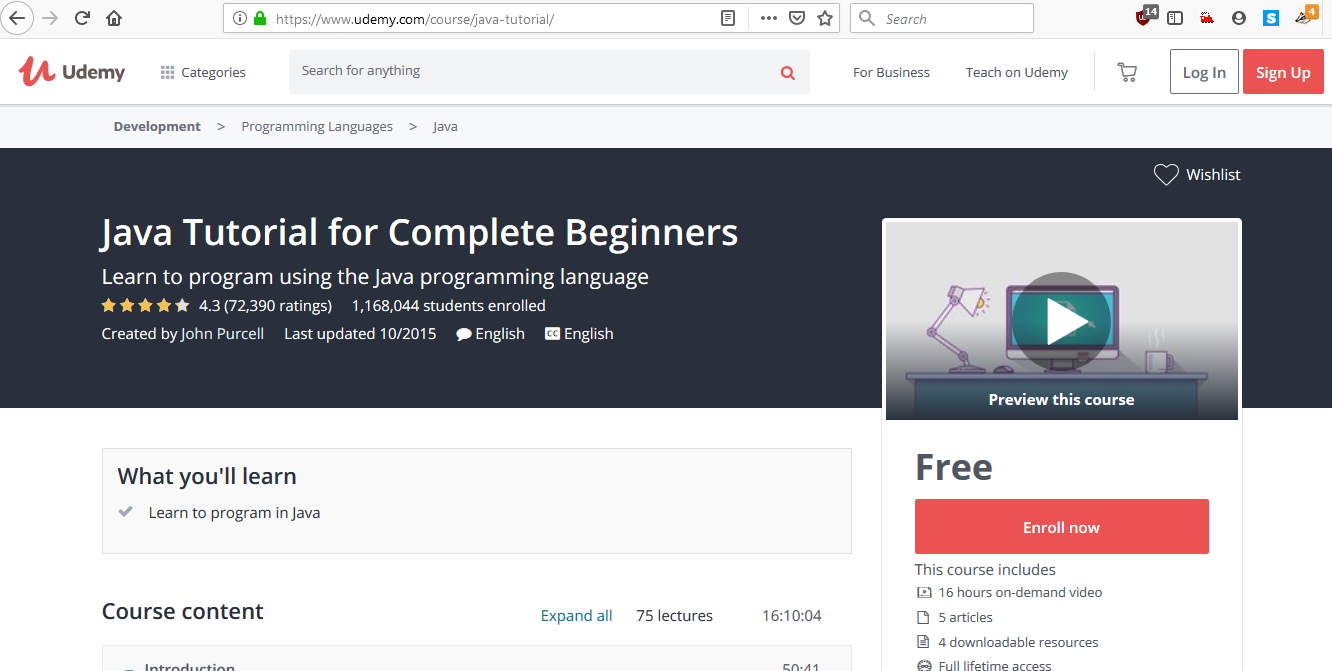 https://www.udemy.com/course/java-tutorial/
Search
14
S
4
Udemy
Categories
Search for anything
For Business
Teach on Udemy
Log In
Sign Up
Development > Programming Languages > Java
Wishlist
Java Tutorial for Complete Beginners
Learn to program using the Java programming language
4.3 (72,390 ratings) 1,168,044 students enrolled
Created by John Purcell Last updated 10/2015 English CC English
Preview this course
What you'll learn
Learn to program in Java
Course content
Expand all 75 lectures 16:10:04
Introduction 50:41
Free
Enroll now
This course includes
16 hours on-demand video
5 articles
4 downloadable resources
Full lifetime access